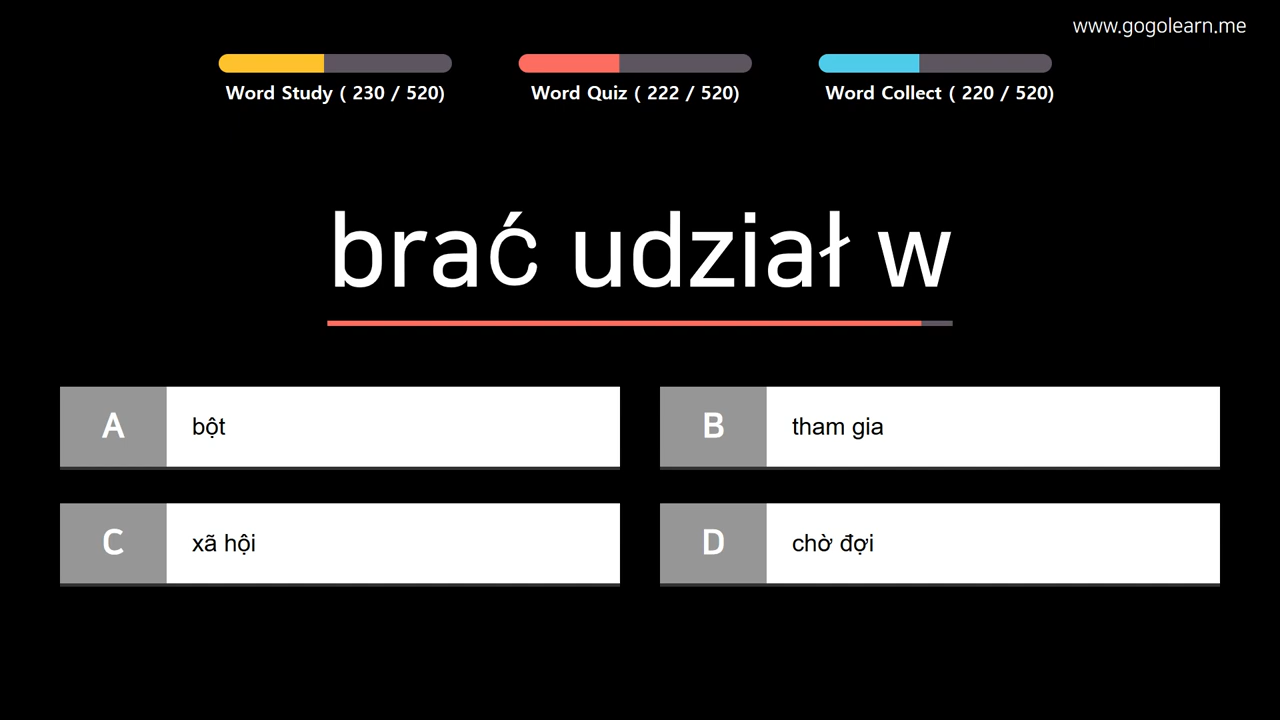 www.gogolearn.me
Word Study ( 230 / 520)
Word Quiz ( 222 / 520)
Word Collect ( 220 / 520)
brać udział w
A
bột
B
tham gia
C
xã hội
D
chờ đợi